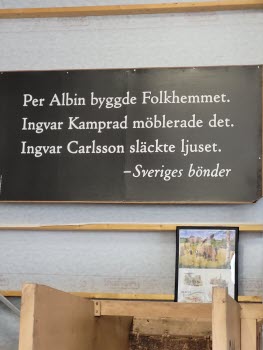 Per Albin byggde Folkhemmet.
Ingvar Kamprad möblerade det.
Ingvar Carlsson släckte ljuset.
–Sveriges bönder